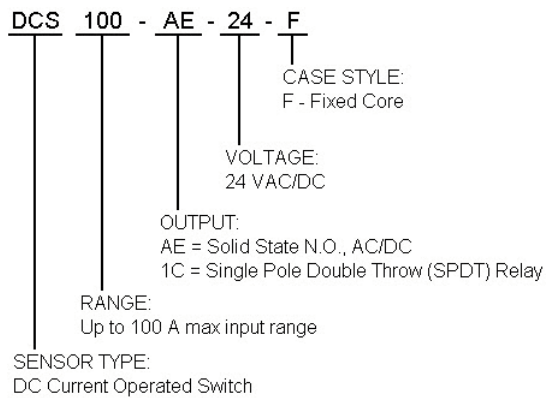 DCS 100 - AE - 24 - F
CASE STYLE:
F - Fixed Core
VOLTAGE:
24 VAC/DC
OUTPUT:
AE = Solid State N.O., AC/DC
1C = Single Pole Double Throw (SPDT) Relay
RANGE:
Up to 100 A max input range
SENSOR TYPE:
DC Current Operated Switch